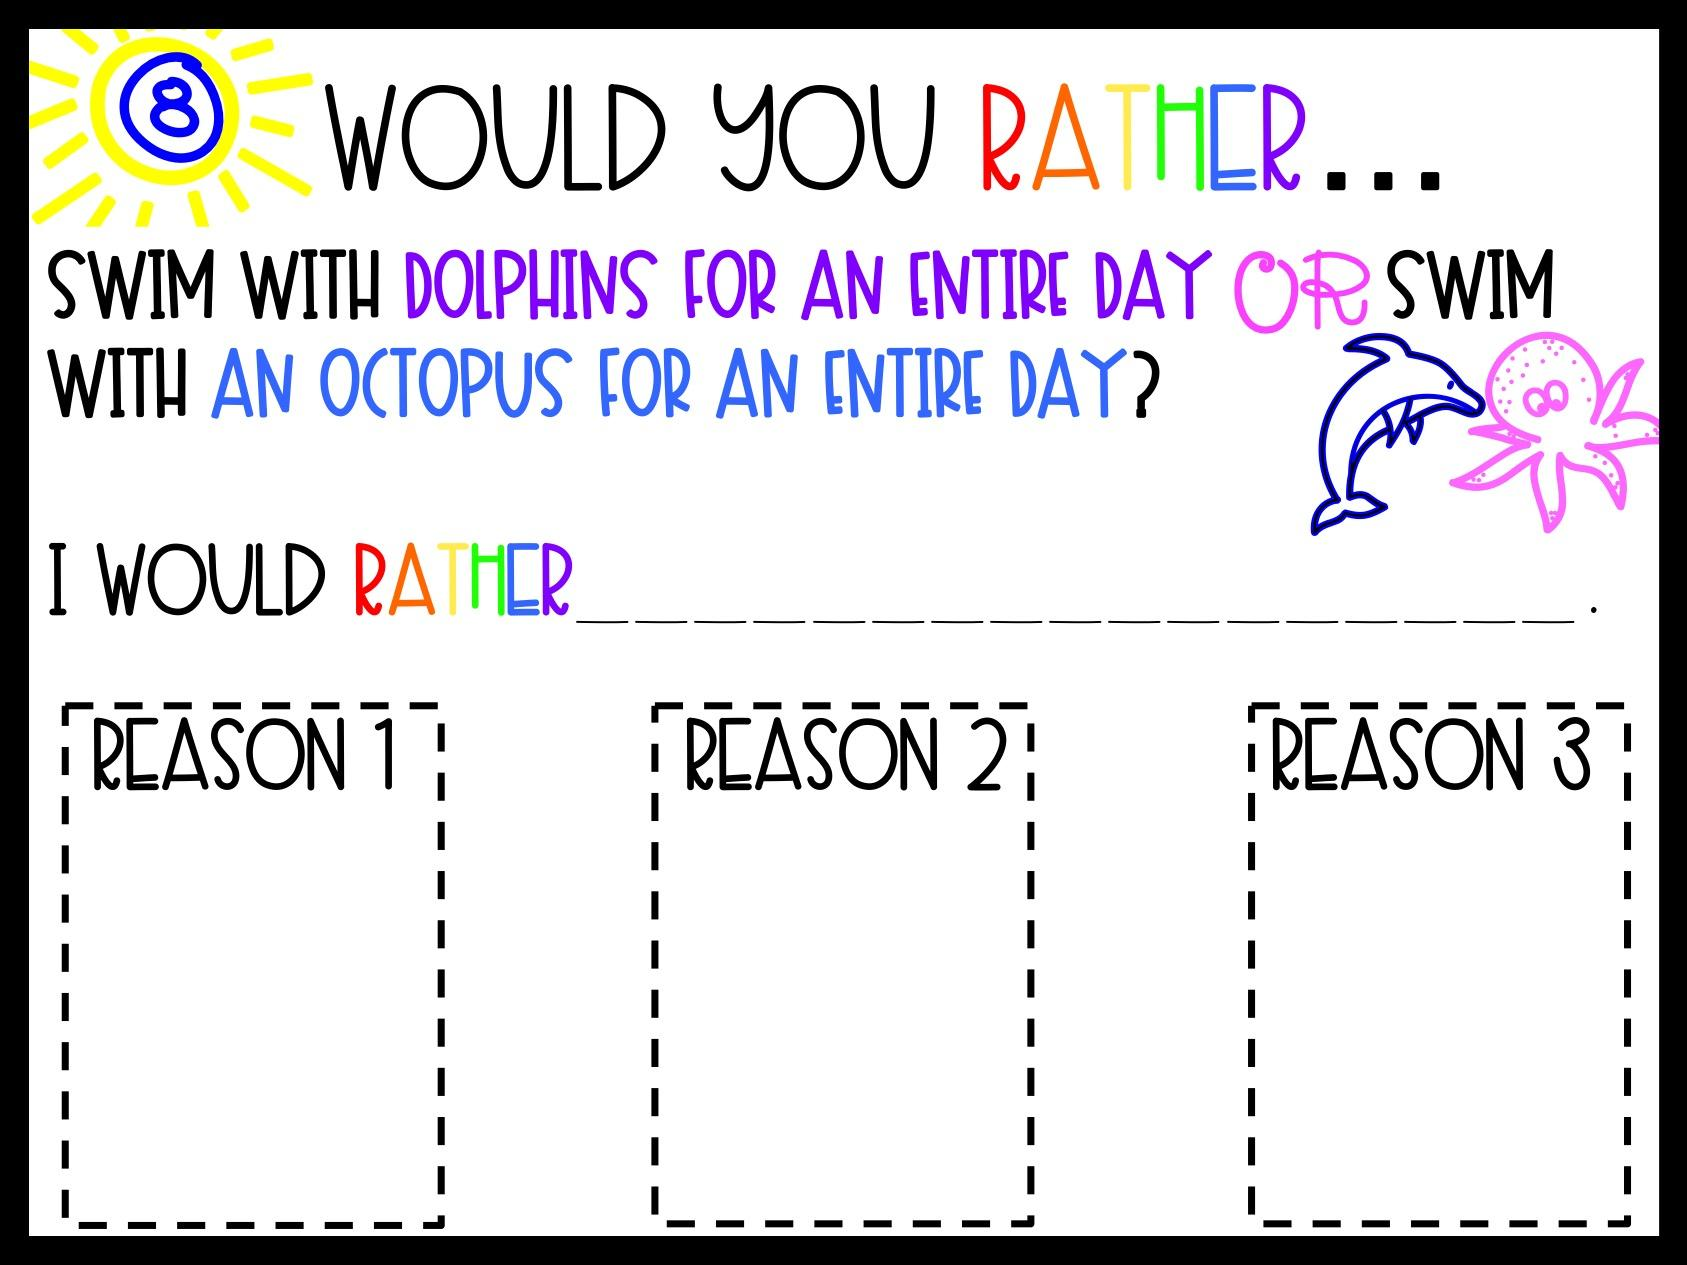 8
WOULD YOU RATHER...
SWIM WITH DOLPHINS FOR AN ENTIRE DAY OR SWIM
WITH AN OCTOPUS FOR AN ENTIRE DAY?
I WOULD RATHER_________________.
REASON 1
REASON 2
REASON 3